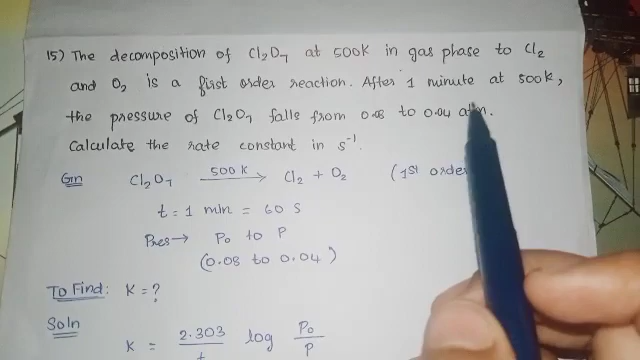 15) The decomposition of Cl2O7 at 500K in gas phase to Cl2
and O2 is a first order reaction. After 1 minute at 500K,
the pressure of Cl2O7 falls from 0.08 to 0.04 atm.
Calculate the rate constant in s⁻¹.
Gn Cl2O7 500K → Cl2 + O2 (1st order
t = 1 min = 60 S
Pres → P0 to P
(0.08 to 0.04)
To Find: K = ?
Soln
K = 2.303/t log P0/P